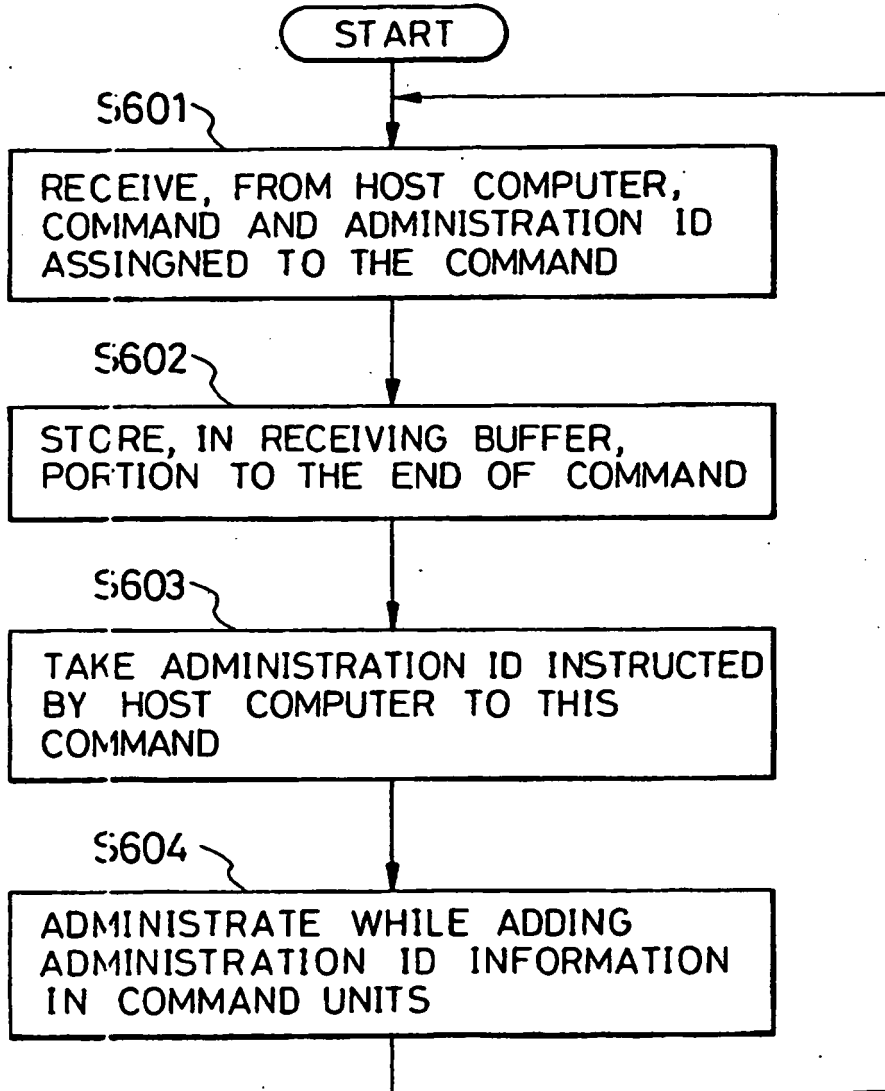 START
S601
RECEIVE, FROM HOST COMPUTER,
COMMAND AND ADMINISTRATION ID
ASSINGNED TO THE COMMAND
S602
STORE, IN RECEIVING BUFFER,
PORTION TO THE END OF COMMAND
S603
TAKE ADMINISTRATION ID INSTRUCTED
BY HOST COMPUTER TO THIS
COMMAND
S604
ADMINISTRATE WHILE ADDING
ADMINISTRATION ID INFORMATION
IN COMMAND UNITS